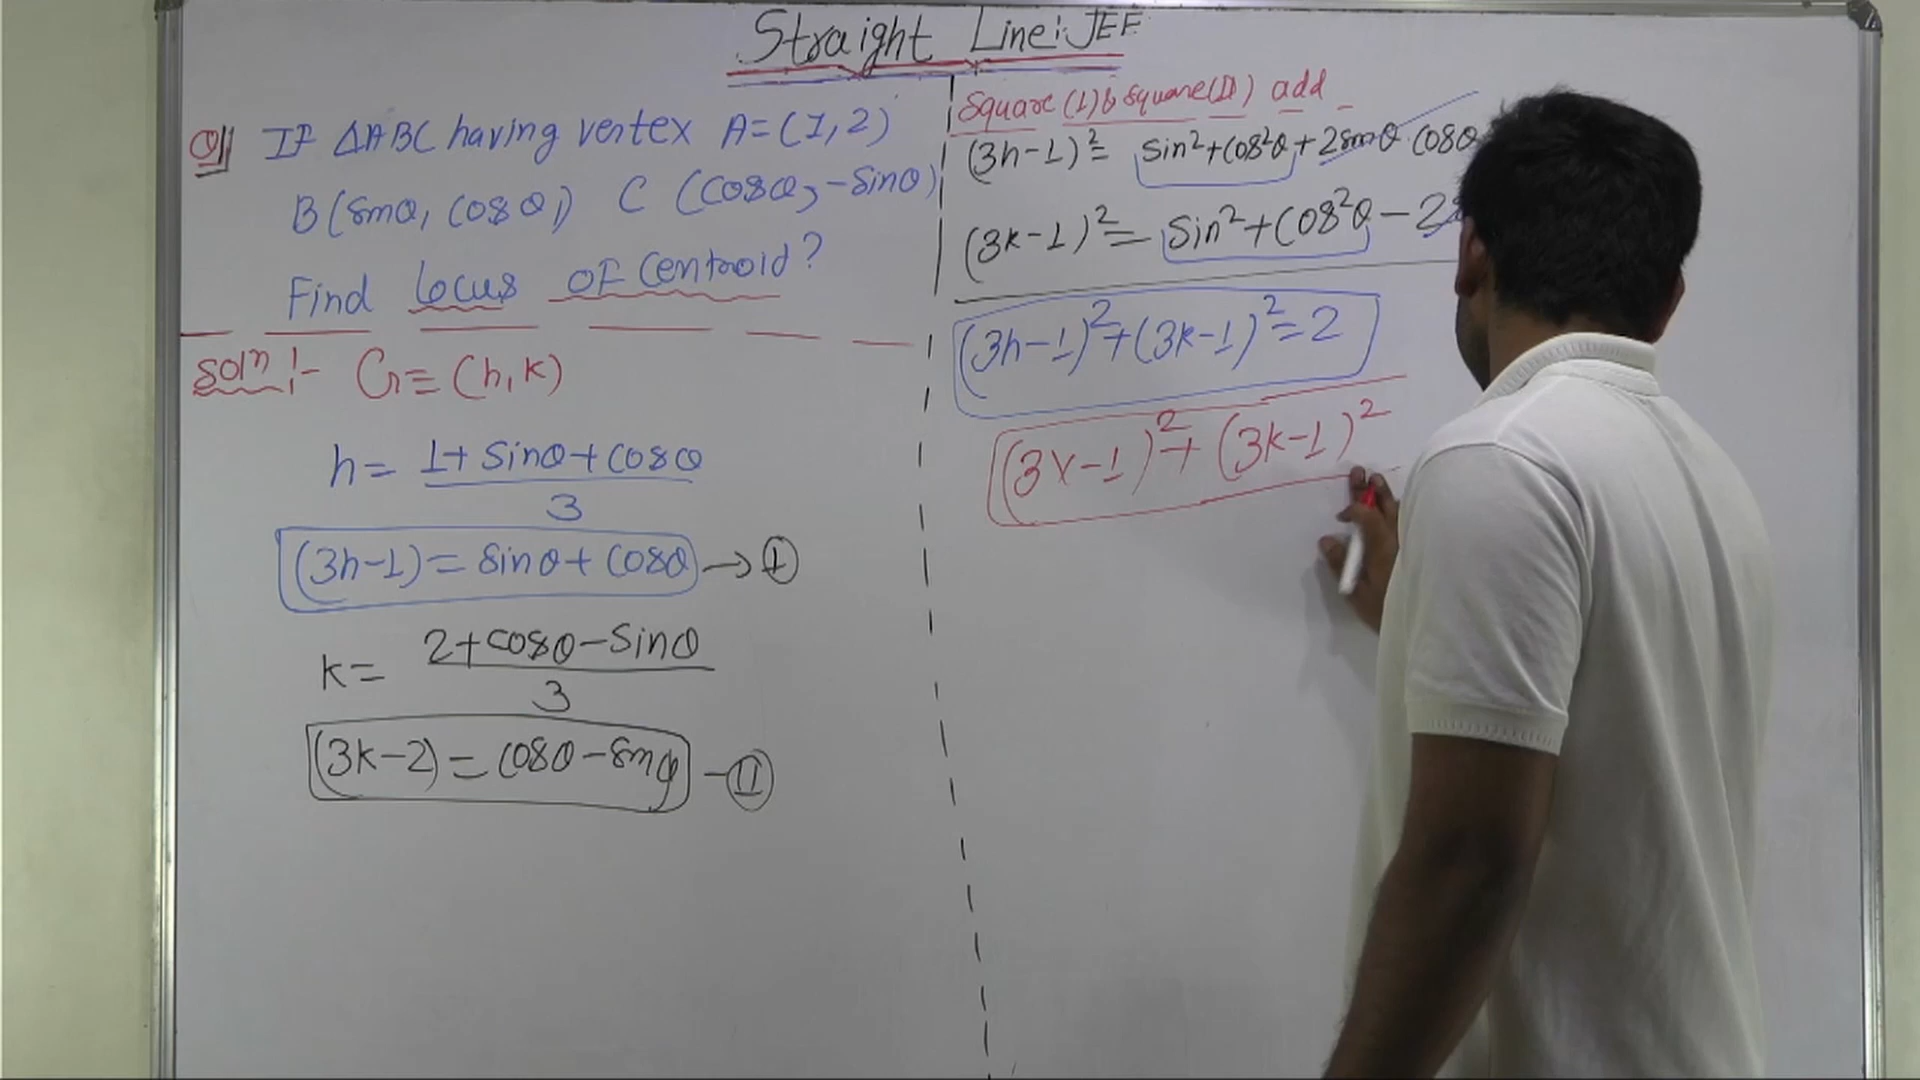 Straight Line:JEE
Q1 IF ΔABC having vertex A=(1,2)
B(sinθ, cosθ,) C (cosθ, -sinθ)
Find locus of centroid?
Soln:- G≡(h,k)
h= 1+sinθ+cosθ
3
(3h-1)=sinθ+cosθ →Ⓘ
k= 2+cosθ-sinθ
3
(3k-2)=cosθ-sinθ -Ⅱ
Square (I) & square(II) add
(3h-1)²= sin²+cos²θ+2sinθ.cosθ
(3k-1)²= sin²+cos²θ-2
(3h-1)²+(3k-1)²=2
(3x-1)²+(3k-1)²